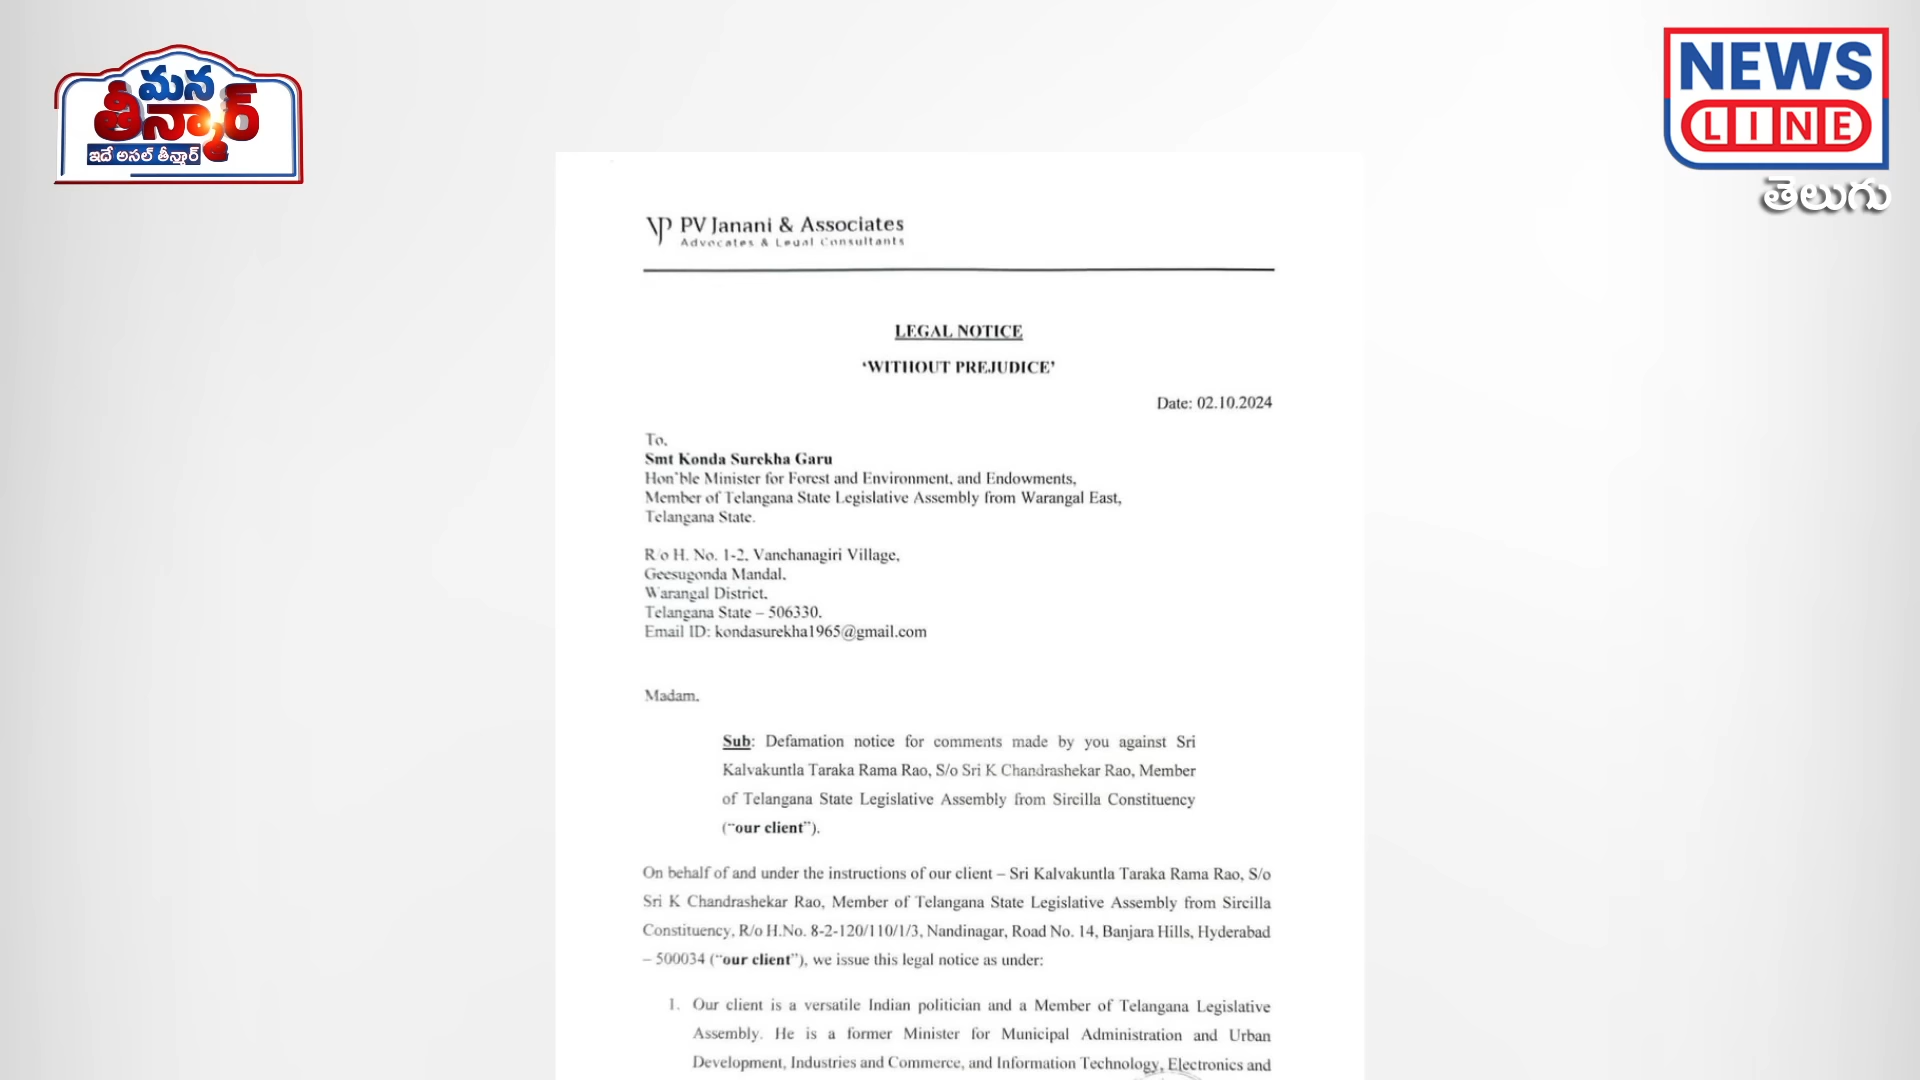 మన
తీన్మార్
ఇదే అసల్ తీన్మార్
NEWS
LINE
తెలుగు
PV Janani & Associates
Advocates & Legal Consultants
LEGAL NOTICE
‘WITHOUT PREJUDICE’
Date: 02.10.2024
To,
Smt Konda Surekha Garu
Hon’ble Minister for Forest and Environment, and Endowments,
Member of Telangana State Legislative Assembly from Warangal East,
Telangana State.
R/o H. No. 1-2, Vanchanagiri Village,
Geesugonda Mandal,
Warangal District,
Telangana State – 506330.
Email ID: kondasurekha1965@gmail.com
Madam,
Sub: Defamation notice for comments made by you against Sri
Kalvakuntla Taraka Rama Rao, S/o Sri K Chandrashekar Rao, Member
of Telangana State Legislative Assembly from Sircilla Constituency
(“our client”).
On behalf of and under the instructions of our client – Sri Kalvakuntla Taraka Rama Rao, S/o
Sri K Chandrashekar Rao, Member of Telangana State Legislative Assembly from Sircilla
Constituency, R/o H.No. 8-2-120/110/1/3, Nandinagar, Road No. 14, Banjara Hills, Hyderabad
– 500034 (“our client”), we issue this legal notice as under:
1. Our client is a versatile Indian politician and a Member of Telangana Legislative
Assembly. He is a former Minister for Municipal Administration and Urban
Development, Industries and Commerce, and Information Technology, Electronics and